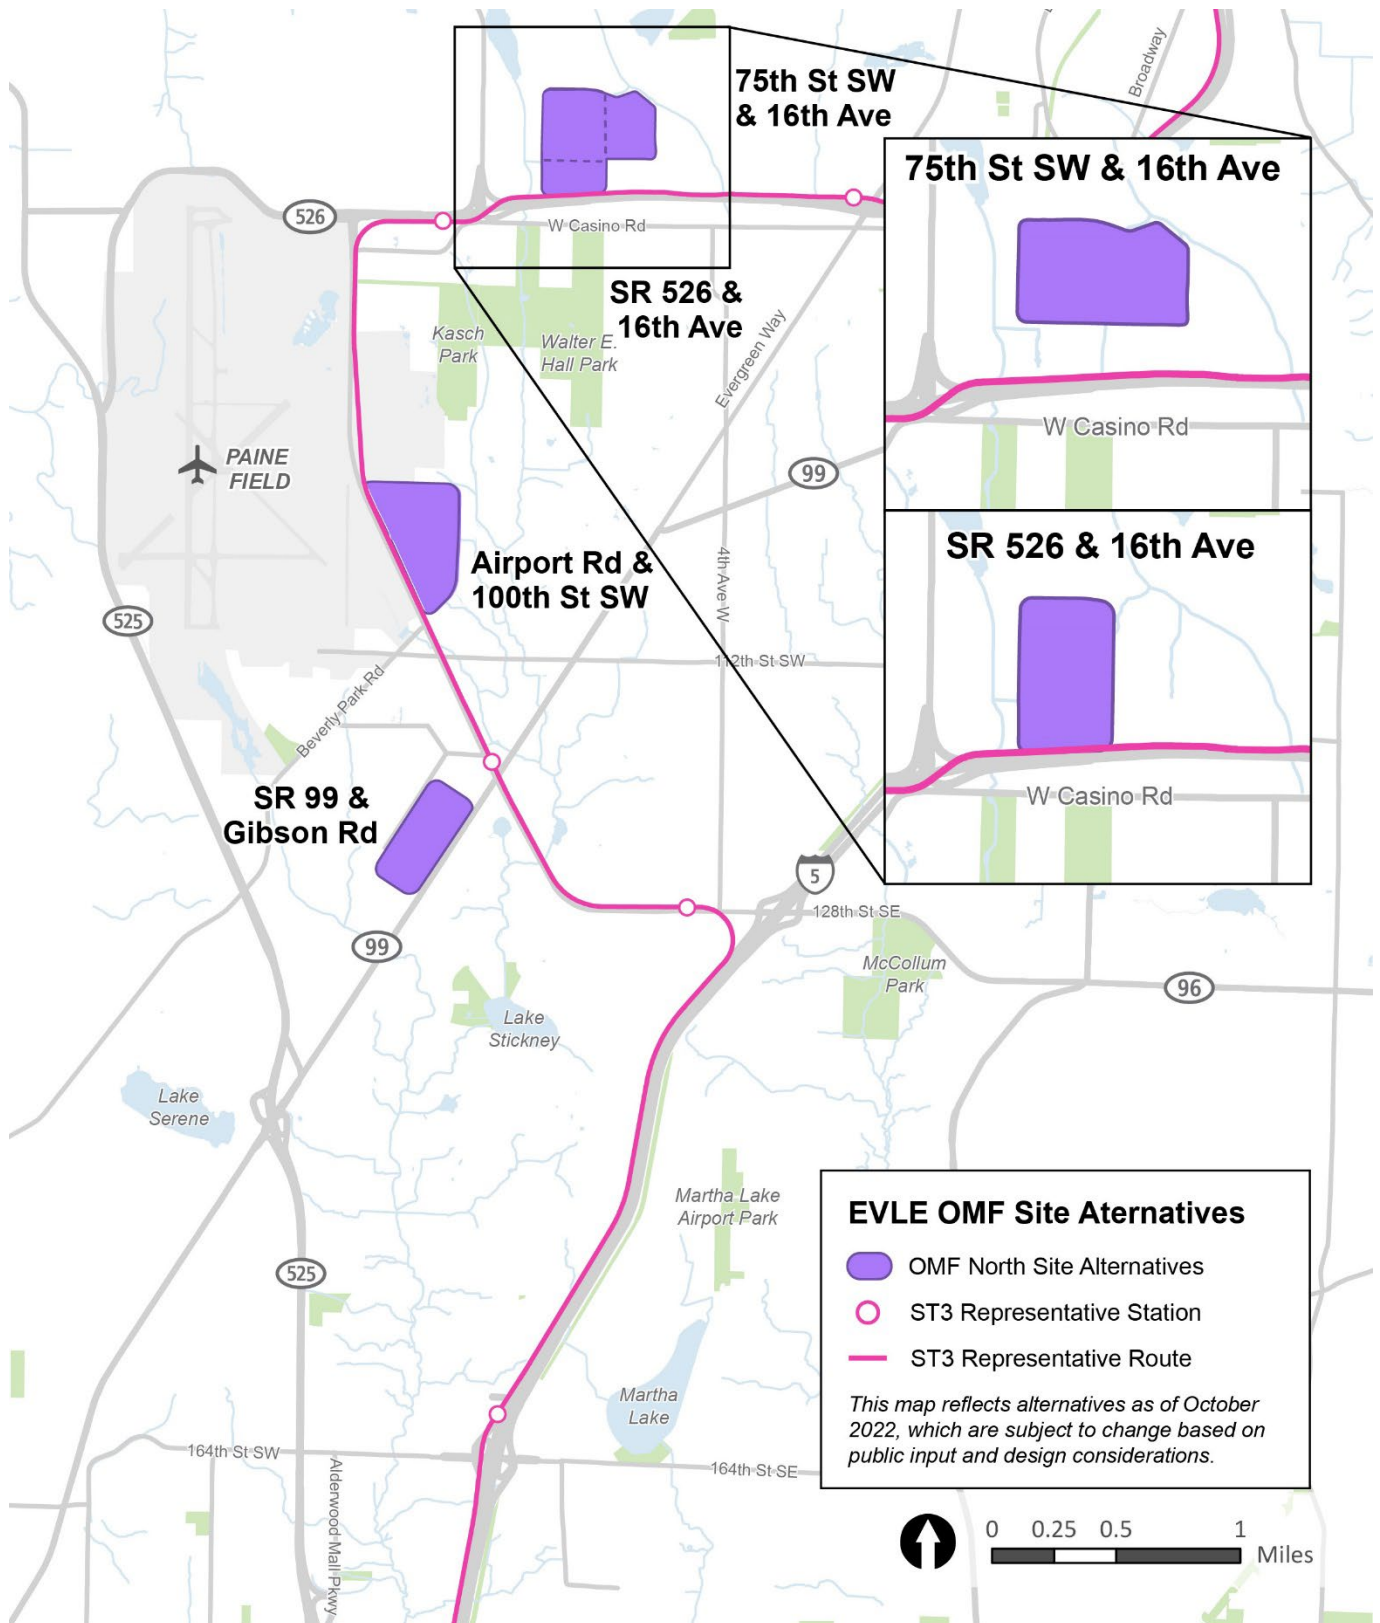 75th St SW
& 16th Ave
Broadway
75th St SW & 16th Ave
526
W Casino Rd
SR 526 &
16th Ave
Kasch
Park
Walter E.
Hall Park
Evergreen Way
W Casino Rd
PAINE
FIELD
99
SR 526 & 16th Ave
Airport Rd &
100th St SW
4th Ave W
525
112th St SW
Beverly Park Rd
SR 99 &
Gibson Rd
W Casino Rd
5
128th St SE
99
McCollum
Park
96
Lake
Stickney
Lake
Serene
Martha Lake
Airport Park
EVLE OMF Site Aternatives
OMF North Site Alternatives
ST3 Representative Station
ST3 Representative Route
This map reflects alternatives as of October
2022, which are subject to change based on
public input and design considerations.
525
Martha
Lake
164th St SW
164th St SE
Alderwood Mall Pkwy
0 0.25 0.5 1
Miles